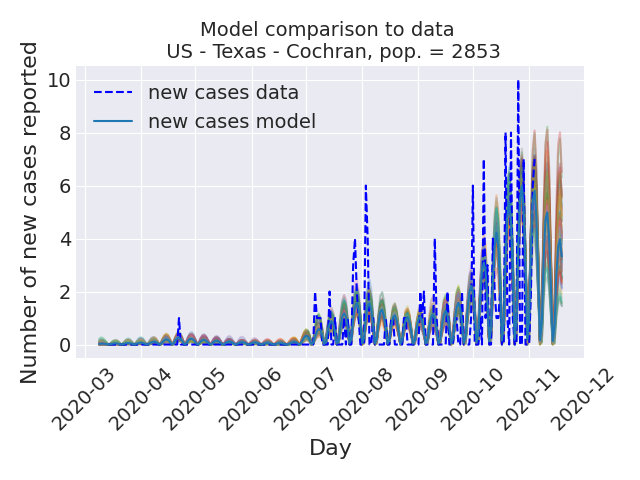 Model comparison to data
US - Texas - Cochran, pop. = 2853
Number of new cases reported
10
8
6
4
2
0
new cases data
new cases model
2020-03
2020-04
2020-05
2020-06
2020-07
2020-08
2020-09
2020-10
2020-11
2020-12
Day